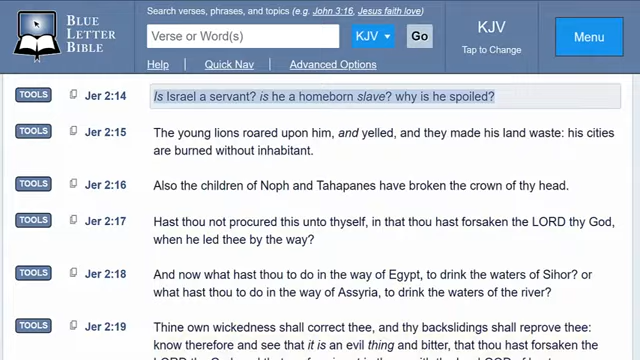 BLUE
LETTER
BIBLE
Search verses, phrases, and topics (e.g. John 3:16, Jesus faith love)
Verse or Word(s)
KJV
Go
Help
Quick Nav
Advanced Options
KJV
Tap to Change
Menu
TOOLS Jer 2:14 Is Israel a servant? is he a homeborn slave? why is he spoiled?
TOOLS Jer 2:15 The young lions roared upon him, and yelled, and they made his land waste: his cities
are burned without inhabitant.
TOOLS Jer 2:16 Also the children of Noph and Tahapanes have broken the crown of thy head.
TOOLS Jer 2:17 Hast thou not procured this unto thyself, in that thou hast forsaken the LORD thy God,
when he led thee by the way?
TOOLS Jer 2:18 And now what hast thou to do in the way of Egypt, to drink the waters of Sihor? or
what hast thou to do in the way of Assyria, to drink the waters of the river?
TOOLS Jer 2:19 Thine own wickedness shall correct thee, and thy backslidings shall reprove thee:
know therefore and see that it is an evil thing and bitter, that thou hast forsaken the